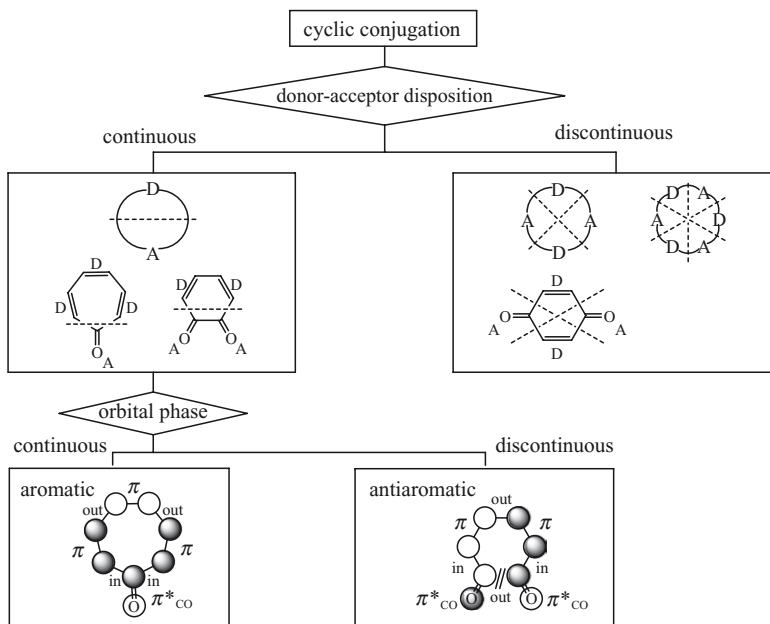 cyclic conjugation
donor-acceptor disposition
continuous
discontinuous
D
A
D
D
D
O
A
D
D
O
O
A
A
D
A
A
D
D
A
A
D
D
A
D
O
O
A
A
D
orbital phase
continuous
discontinuous
aromatic
π
out
out
π
π
in
in
O
π*CO
antiaromatic
out
π
π
in
in
out
O
O
π*CO
π*CO